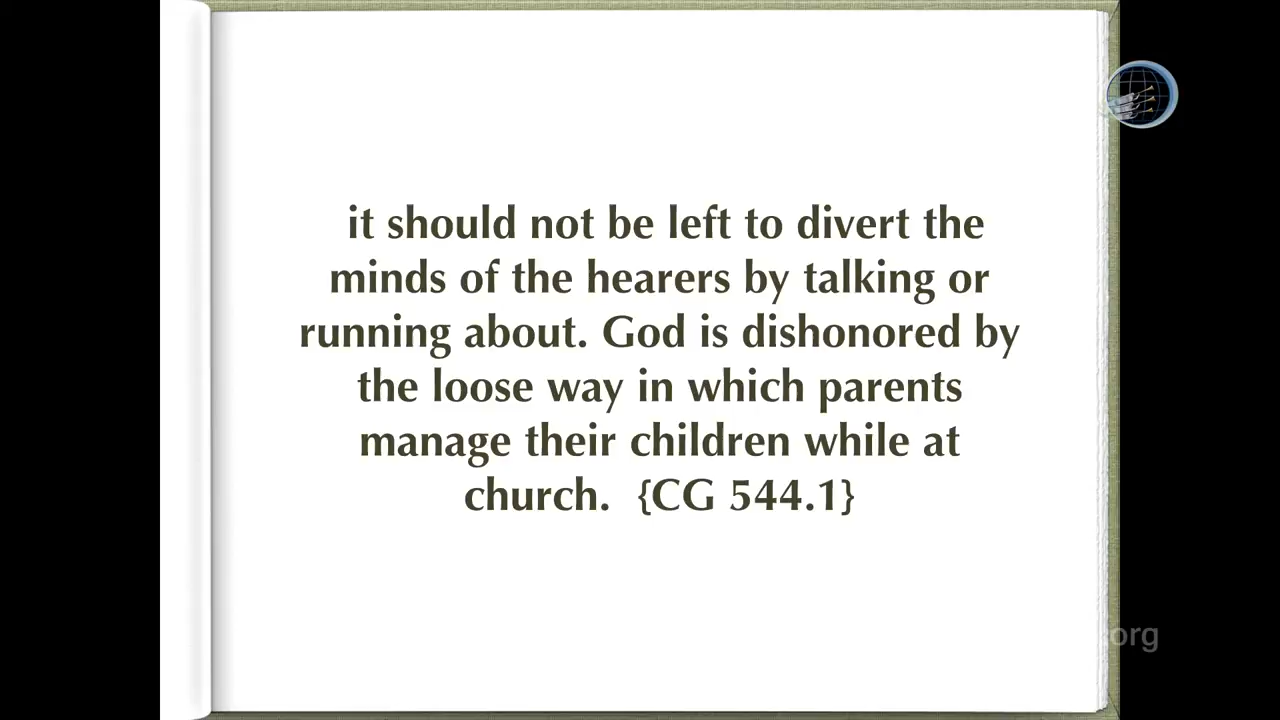 it should not be left to divert the
minds of the hearers by talking or
running about. God is dishonored by
the loose way in which parents
manage their children while at
church. {CG 544.1}
.org